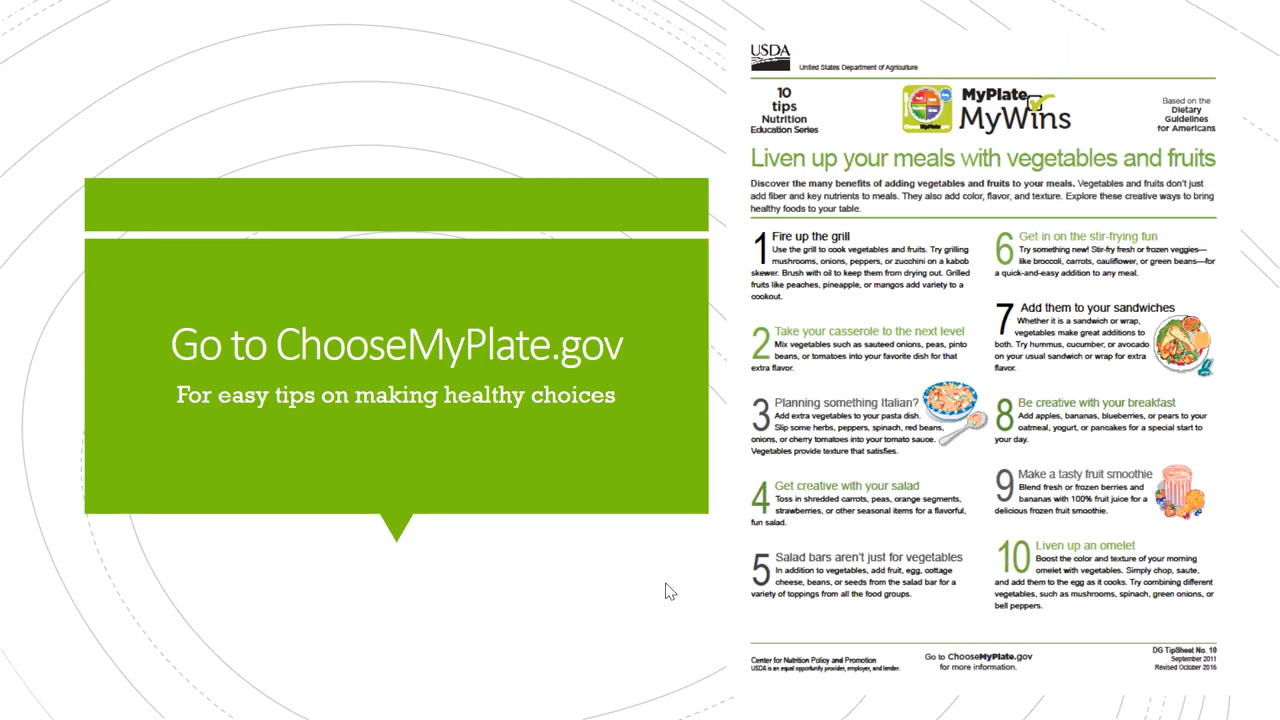 Go to ChooseMyPlate.gov
For easy tips on making healthy choices
USDA
United States Department of Agriculture
10
tips
Nutrition
Education Series
MyPlate
MyWins
Based on the
Dietary
Guidelines
for Americans
Liven up your meals with vegetables and fruits
Discover the many benefits of adding vegetables and fruits to your meals. Vegetables and fruits don't just
add fiber and key nutrients to meals. They also add color, flavor, and texture. Explore these creative ways to bring
healthy foods to your table.
1 Fire up the grill
Use the grill to cook vegetables and fruits. Try grilling
mushrooms, onions, peppers, or zucchini on a kabob
skewer. Brush with oil to keep them from drying out. Grilled
fruits like peaches, pineapple, or mangos add variety to a
cookout.
2 Take your casserole to the next level
Mix vegetables such as sauteed onions, peas, pinto
beans, or tomatoes into your favorite dish for that
extra flavor.
3 Planning something Italian?
Add extra vegetables to your pasta dish.
Slip some herbs, peppers, spinach, red beans,
onions, or cherry tomatoes into your tomato sauce.
Vegetables provide texture that satisfies.
4 Get creative with your salad
Toss in shredded carrots, peas, orange segments,
strawberries, or other seasonal items for a flavorful,
fun salad.
5 Salad bars aren't just for vegetables
In addition to vegetables, add fruit, egg, cottage
cheese, beans, or seeds from the salad bar for a
variety of toppings from all the food groups.
6 Get in on the stir-frying fun
Try something new! Stir-fry fresh or frozen veggies—
like broccoli, carrots, cauliflower, or green beans—for
a quick-and-easy addition to any meal.
7 Add them to your sandwiches
Whether it is a sandwich or wrap,
vegetables make great additions to
both. Try hummus, cucumber, or avocado
on your usual sandwich or wrap for extra
flavor.
8 Be creative with your breakfast
Add apples, bananas, blueberries, or pears to your
oatmeal, yogurt, or pancakes for a special start to
your day.
9 Make a tasty fruit smoothie
Blend fresh or frozen berries and
bananas with 100% fruit juice for a
delicious frozen fruit smoothie.
10 Liven up an omelet
Boost the color and texture of your morning
omelet with vegetables. Simply chop, saute,
and add them to the egg as it cooks. Try combining different
vegetables, such as mushrooms, spinach, green onions, or
bell peppers.
Center for Nutrition Policy and Promotion
USDA is an equal opportunity provider, employer, and lender.
Go to ChooseMyPlate.gov
for more information.
DG TipSheet No. 10
September 2011
Revised October 2016